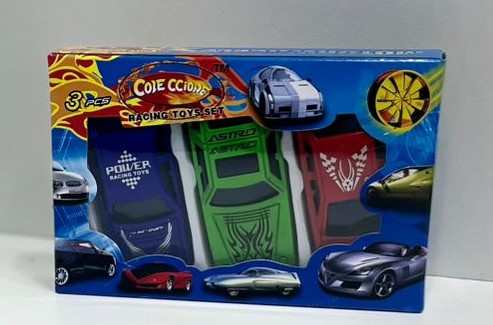 3 PCS
COIE CCIONE TM
RACING TOYS SET
POWER
RACING TOYS
ASTRO
ASTRO